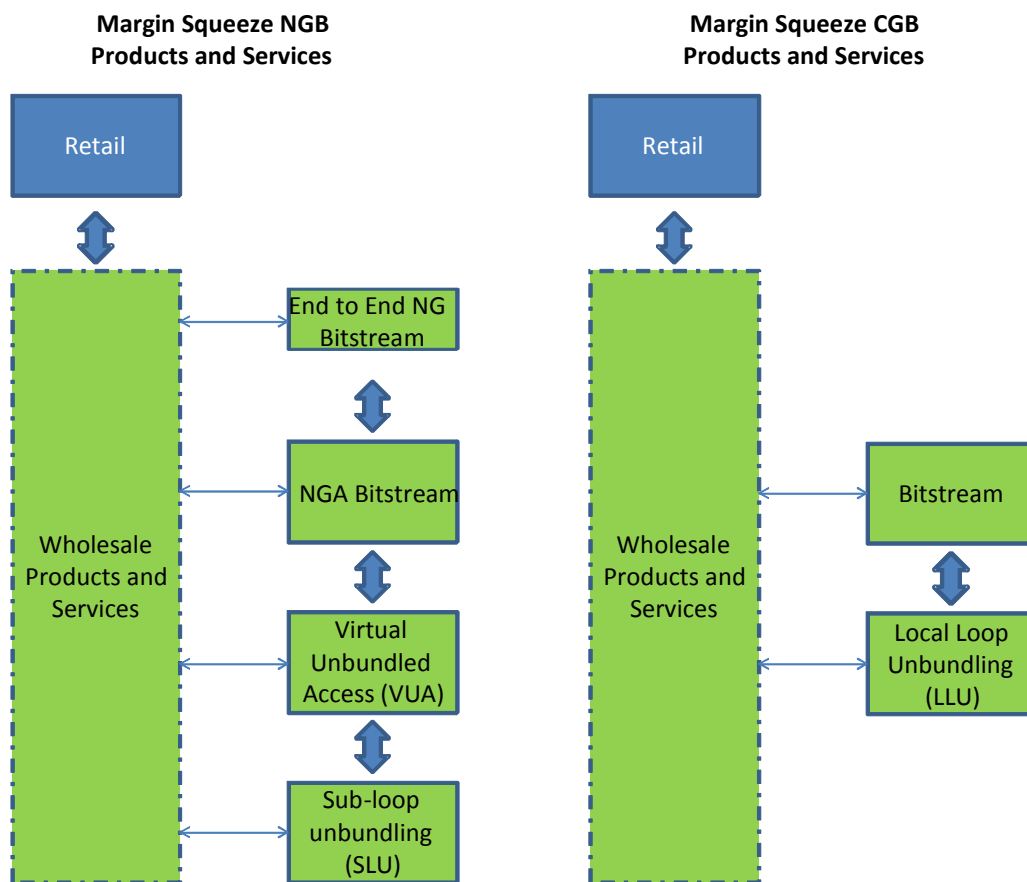 Margin Squeeze NGB
Products and Services
Retail
Wholesale
Products and
Services
End to End NG
Bitstream
NGA Bitstream
Virtual
Unbundled
Access (VUA)
Sub-loop
unbundling
(SLU)
Margin Squeeze CGB
Products and Services
Retail
Wholesale
Products and
Services
Bitstream
Local Loop
Unbundling
(LLU)